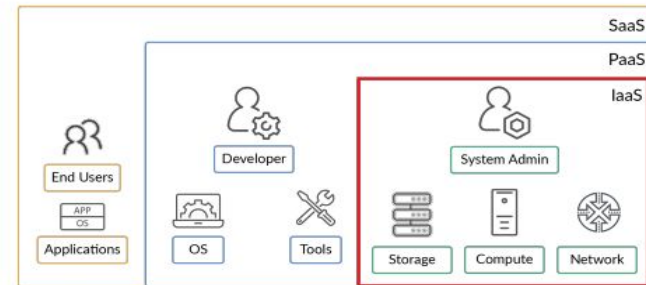 SaaS
PaaS
IaaS
Developer
System Admin
End Users
APP
OS
Applications
OS
Tools
Storage
Compute
Network